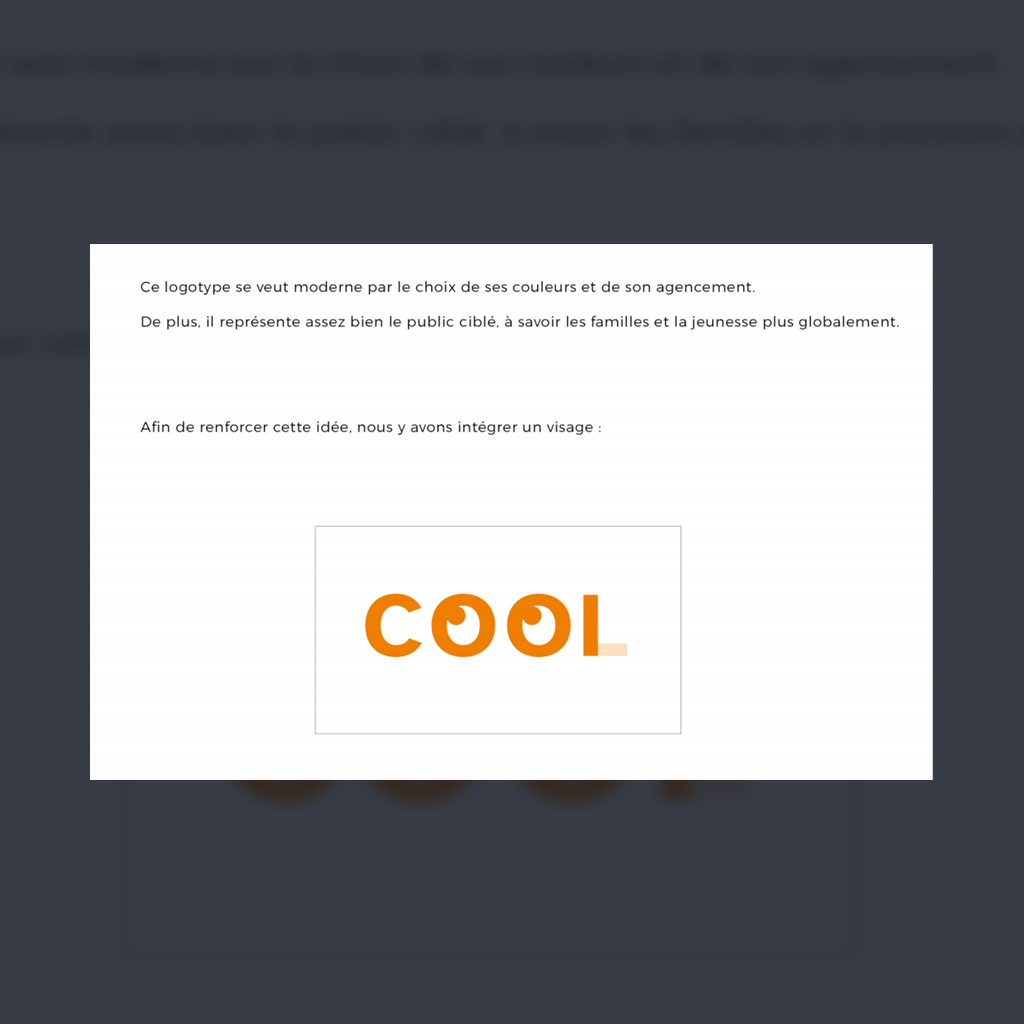 Ce logotype se veut moderne par le choix de ses couleurs et de son agencement.
De plus, il représente assez bien le public ciblé, à savoir les familles et la jeunesse plus globalement.
Afin de renforcer cette idée, nous y avons intégrer un visage :
COOL